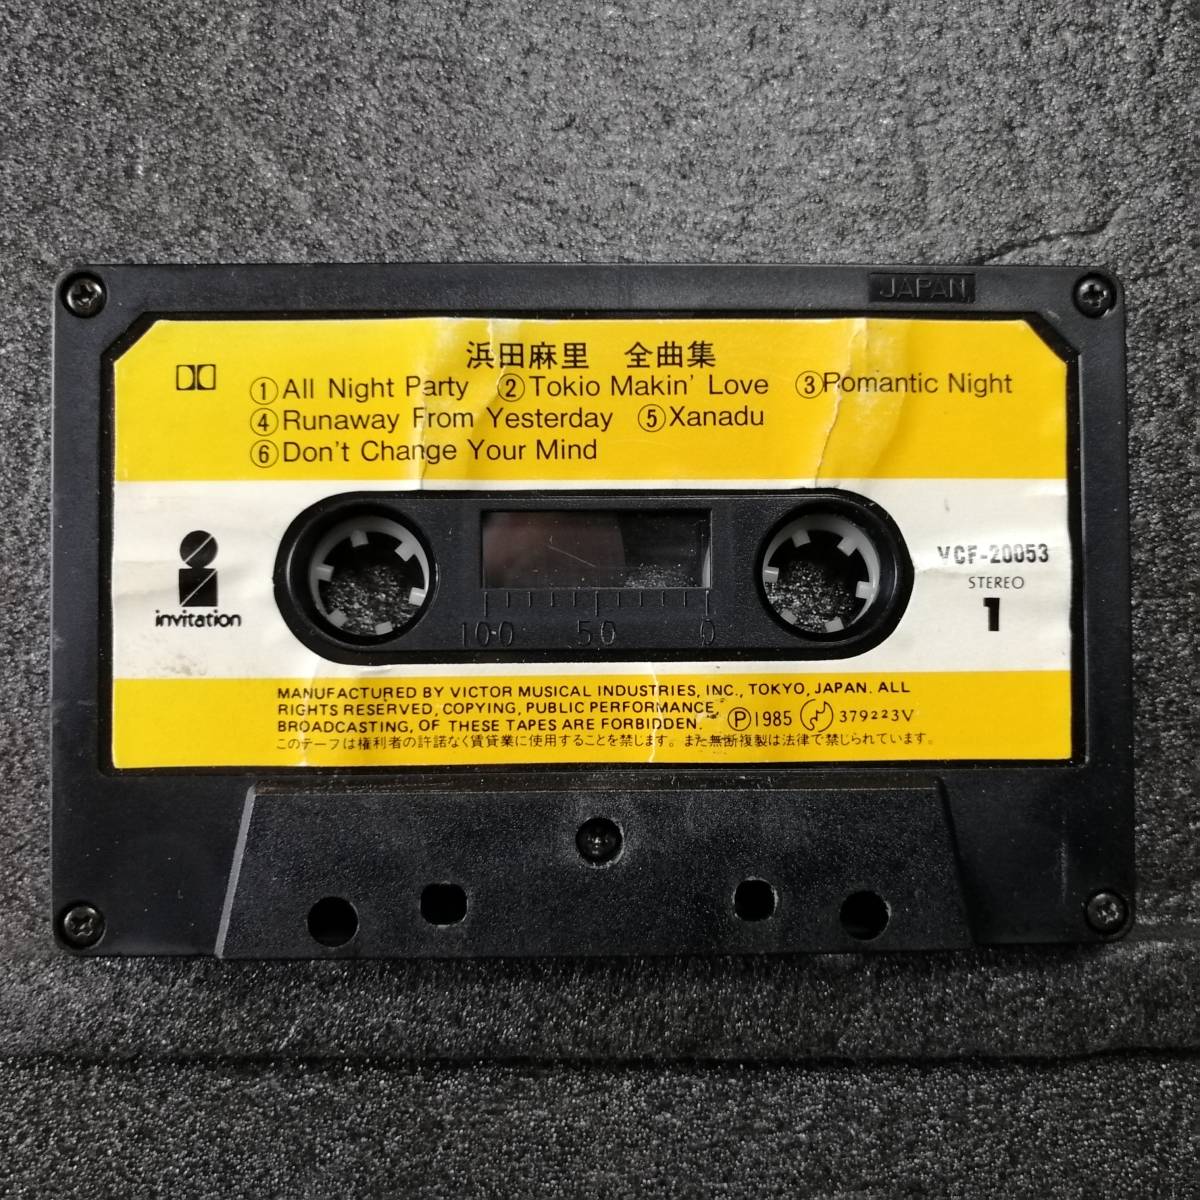 JAPAN
浜田麻里 全曲集
①All Night Party ②Tokio Makin' Love ③Romantic Night
④Runaway From Yesterday ⑤Xanadu
⑥Don't Change Your Mind
invitation
VCF-20053
STEREO
1
100 50 0
MANUFACTURED BY VICTOR MUSICAL INDUSTRIES, INC., TOKYO, JAPAN. ALL
RIGHTS RESERVED, COPYING, PUBLIC PERFORMANCE,
BROADCASTING, OF THESE TAPES ARE FORBIDDEN. Ⓟ1985 379223V
このテープは権利者の許諾なく賃貸業に使用することを禁じます。また無断複製は法律で禁じられています。